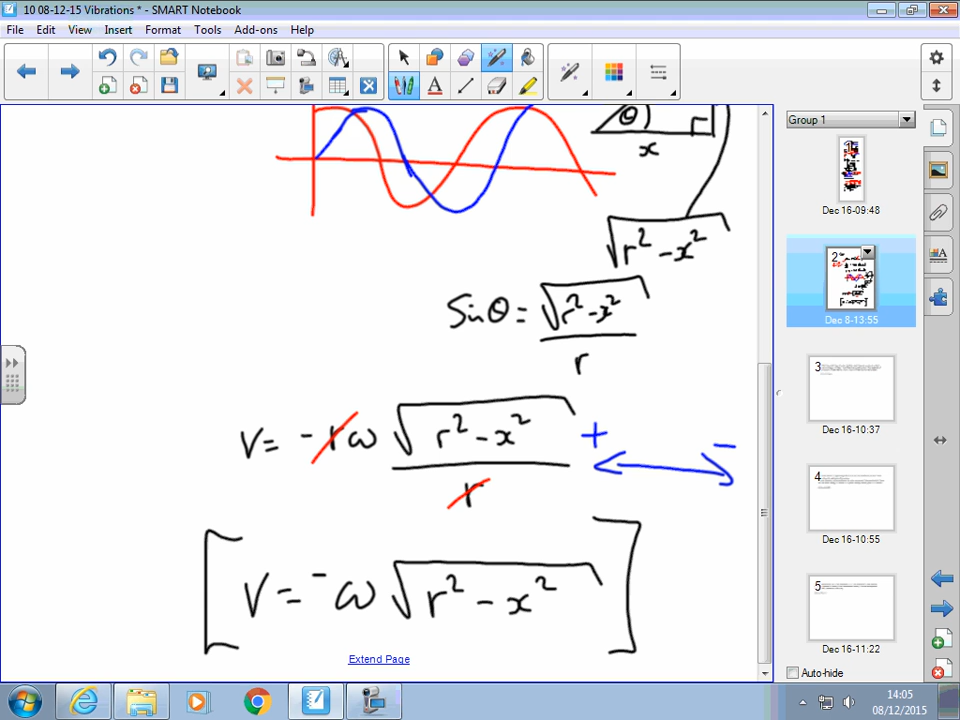 10 08-12-15 Vibrations * - SMART Notebook
File Edit View Insert Format Tools Add-ons Help
Group 1
θ
x
√r² - x²
Sinθ = √r² - x²
r
V = - rω √r² - x² +
-
r
[V = -ω √r² - x²]
Extend Page
1
Dec 16-09:48
2
Dec 8-13:55
3
Dec 16-10:37
4
Dec 16-10:55
5
Dec 16-11:22
Auto-hide
14:05
08/12/2015